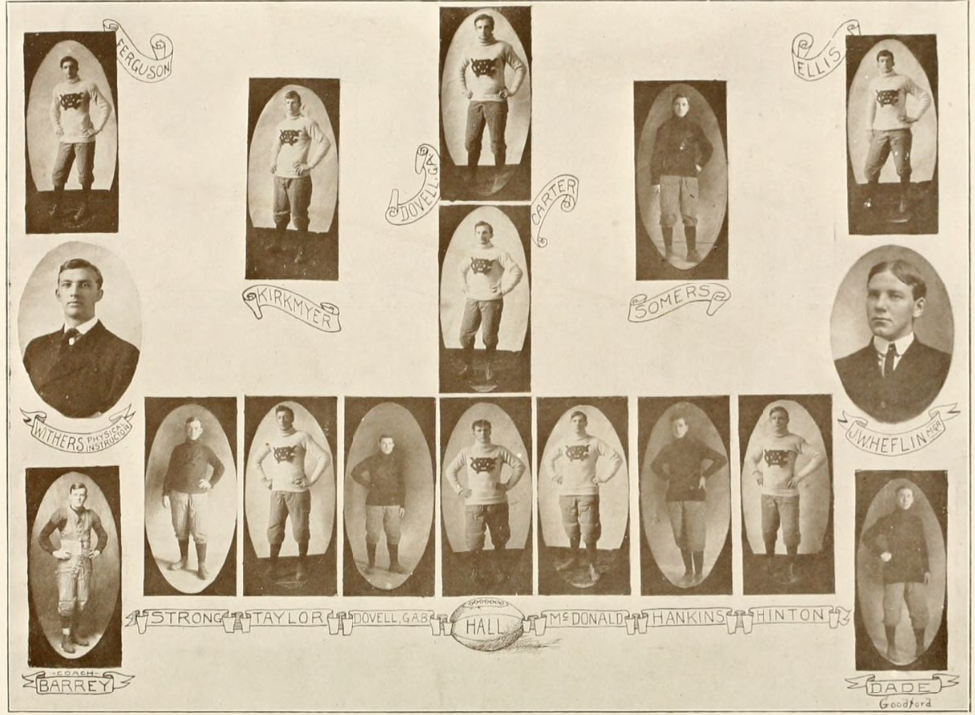 FERGUSON
ELLIS
DOVELL, GA
CARTER
KIRKMYER
SOMERS
WITHERS PHYSICAL
INSTRUCTOR
J.W. HEFLIN MGR
STRONG TAYLOR DOVELL, G.A.B HALL McDONALD HANKINS HINTON
COACH
BARREY
DADE
Goodford